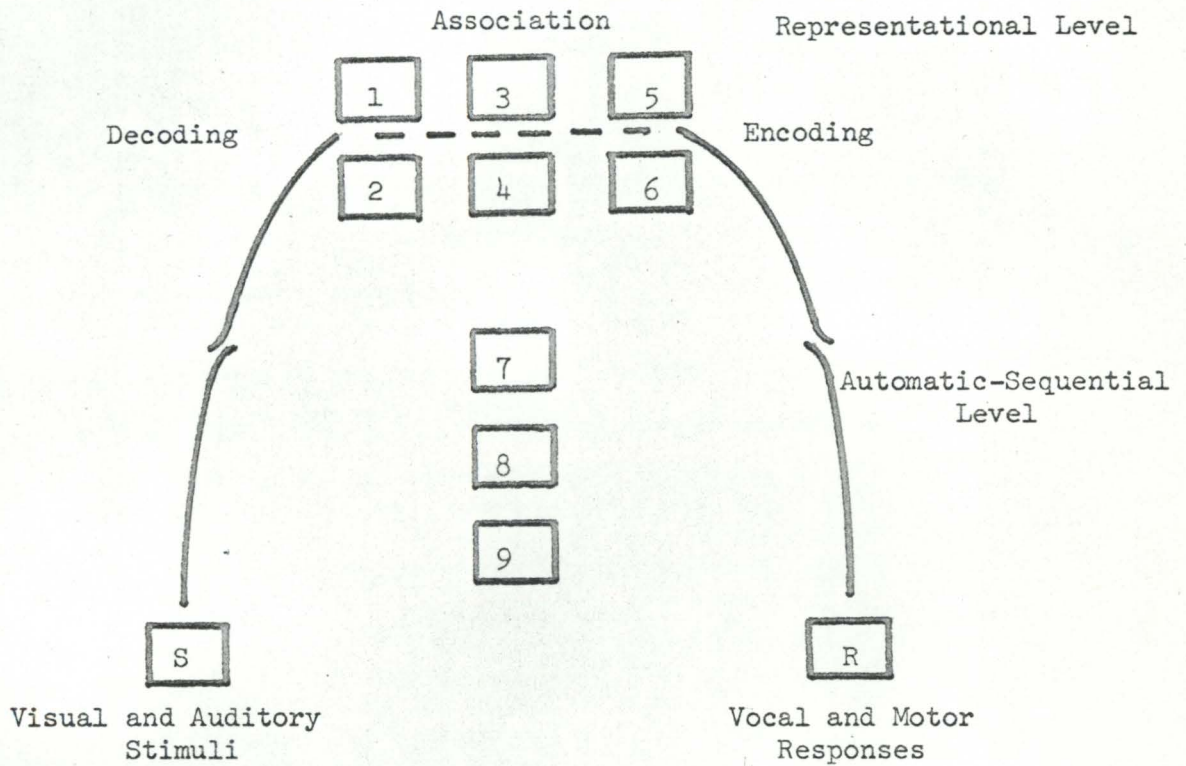 Association
Representational Level
1 3 5
Decoding
Encoding
2 4 6
7
Automatic-Sequential
Level
8
9
S
R
Visual and Auditory
Stimuli
Vocal and Motor
Responses